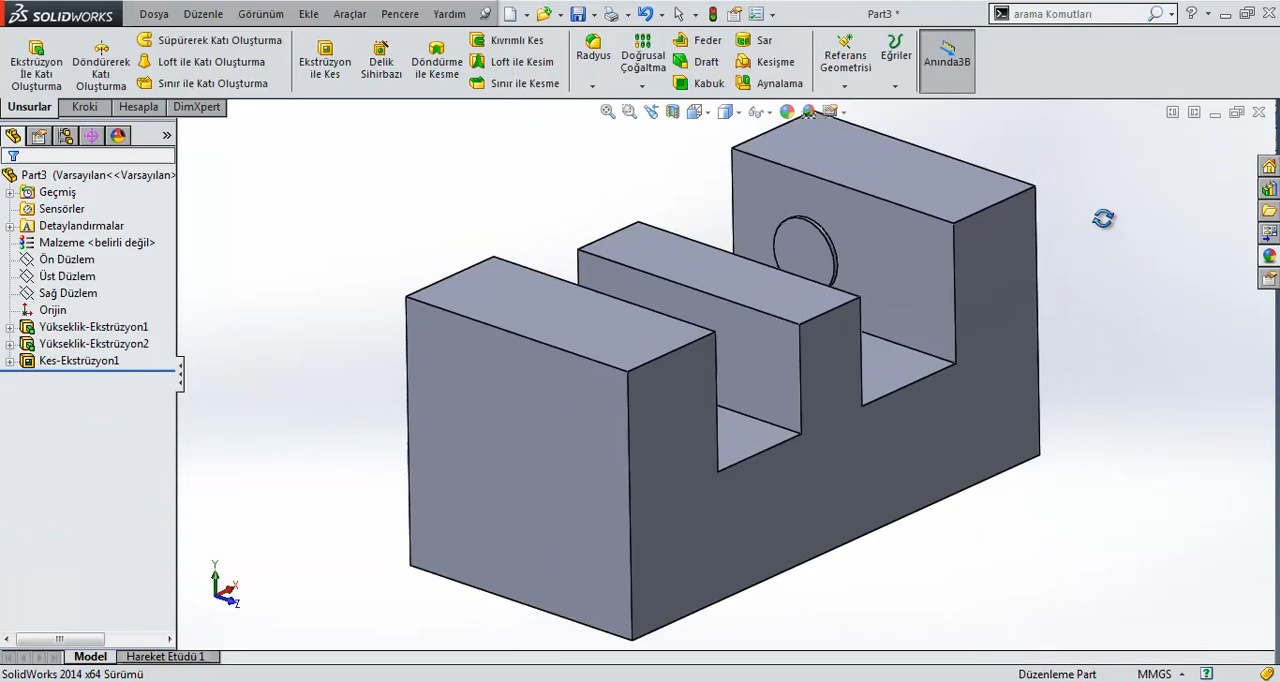 SOLIDWORKS
Dosya Düzenle Görünüm Ekle Araçlar Pencere Yardım
Part3 *
arama Komutları
Ekstrüzyon İle Katı Oluşturma
Döndürerek Katı Oluşturma
Süpürerek Katı Oluşturma
Loft ile Katı Oluşturma
Sınır ile Katı Oluşturma
Ekstrüzyon ile Kes
Delik Sihirbazı
Döndürme ile Kesme
Kıvrımlı Kes
Loft ile Kesim
Sınır ile Kesme
Radyus
Doğrusal Çoğaltma
Feder
Draft
Kabuk
Sar
Kesişme
Aynalama
Referans Geometrisi
Eğriler
Anında3B
Unsurlar Kroki Hesapla DimXpert
Part3 (Varsayılan<<Varsayılan>
Geçmiş
Sensörler
Detaylandırmalar
Malzeme <belirli değil>
Ön Düzlem
Üst Düzlem
Sağ Düzlem
Orijin
Yükseklik-Ekstrüzyon1
Yükseklik-Ekstrüzyon2
Kes-Ekstrüzyon1
Y
X
Z
Model Hareket Etüdü 1
SolidWorks 2014 x64 Sürümü
Düzenleme Part
MMGS